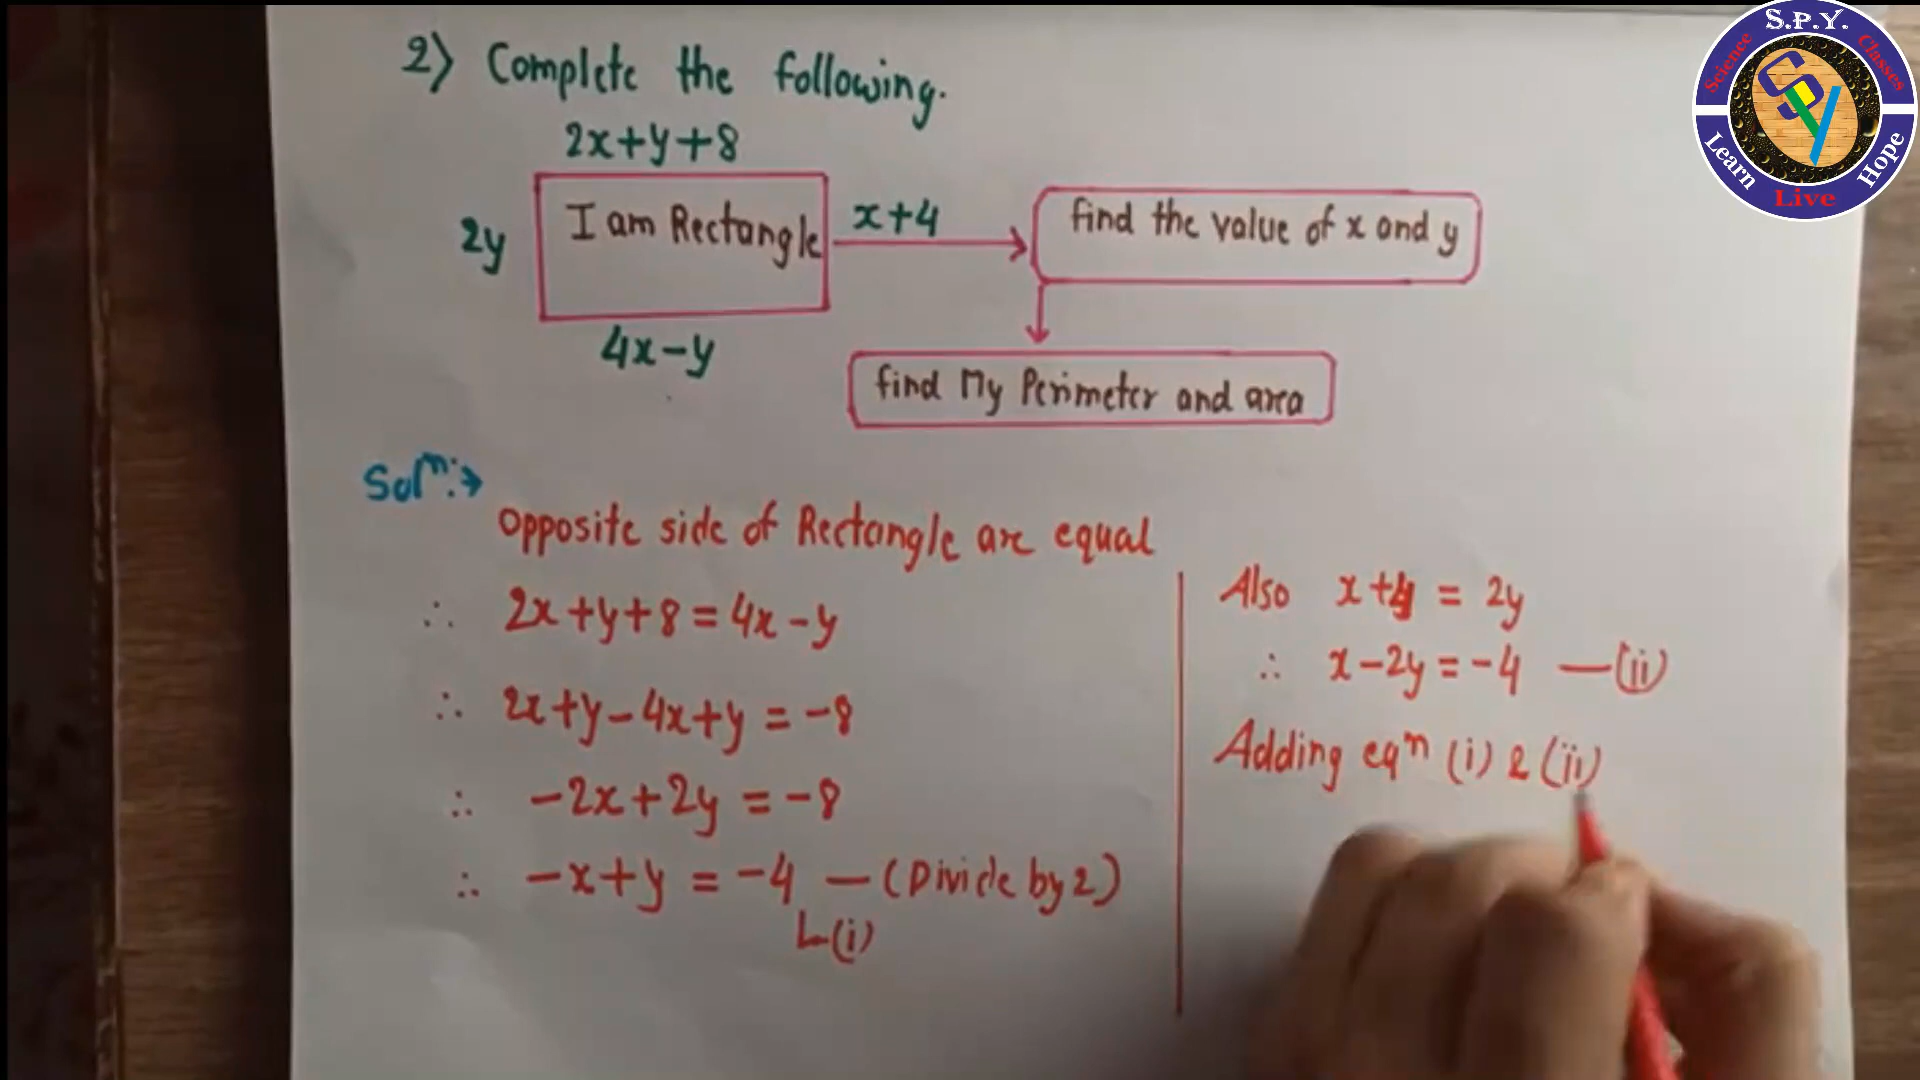 2) Complete the following.
2x+y+8
2y
I am Rectangle
x+4
find the value of x and y
4x-y
find My Perimeter and area
Solⁿ:→
Opposite side of Rectangle are equal
∴ 2x+y+8=4x-y
∴ 2x+y-4x+y=-8
∴ -2x+2y=-8
∴ -x+y=-4 —(Divide by 2)
(i)
Also x+4=2y
∴ x-2y=-4 —(ii)
Adding eqⁿ (i) & (ii)
S.P.Y.
Science
Classes
SPY
Learn
Live
Hope